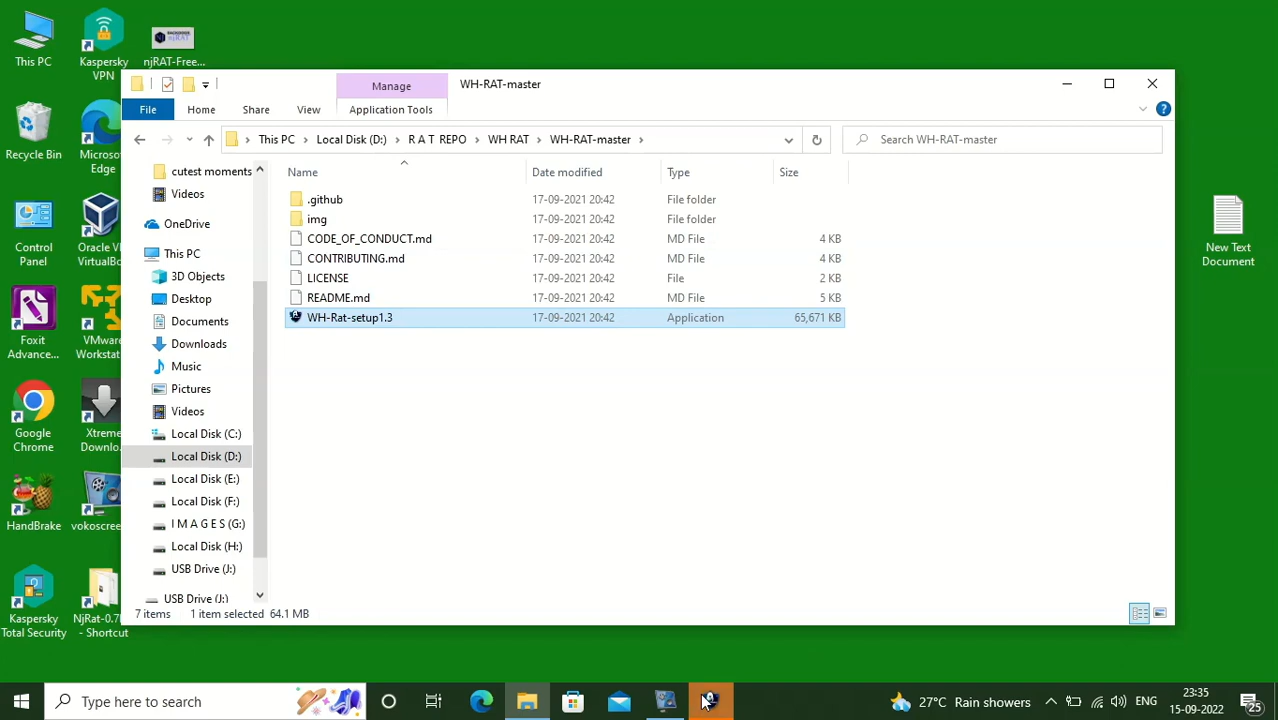 This PC
Kaspersky
VPN
njRAT-Free...
Recycle Bin
Microsoft
Edge
Control
Panel
Oracle VM
VirtualBox
Foxit
Advance...
VMware
Workstat...
Google
Chrome
Xtreme
Downlo...
HandBrake
vokoscreen
Kaspersky
Total Security
NjRat-0.7
- Shortcut
New Text
Document
Manage
WH-RAT-master
File
Home
Share
View
Application Tools
This PC
Local Disk (D:)
R A T REPO
WH RAT
WH-RAT-master
Search WH-RAT-master
cutest moments
Videos
OneDrive
This PC
3D Objects
Desktop
Documents
Downloads
Music
Pictures
Videos
Local Disk (C:)
Local Disk (D:)
Local Disk (E:)
Local Disk (F:)
I M A G E S (G:)
Local Disk (H:)
USB Drive (J:)
USB Drive (J:)
Name Date modified Type Size
.github 17-09-2021 20:42 File folder
img 17-09-2021 20:42 File folder
CODE_OF_CONDUCT.md 17-09-2021 20:42 MD File 4 KB
CONTRIBUTING.md 17-09-2021 20:42 MD File 4 KB
LICENSE 17-09-2021 20:42 File 2 KB
README.md 17-09-2021 20:42 MD File 5 KB
WH-Rat-setup1.3 17-09-2021 20:42 Application 65,671 KB
7 items 1 item selected 64.1 MB
Type here to search
27°C Rain showers
ENG
23:35
15-09-2022
25